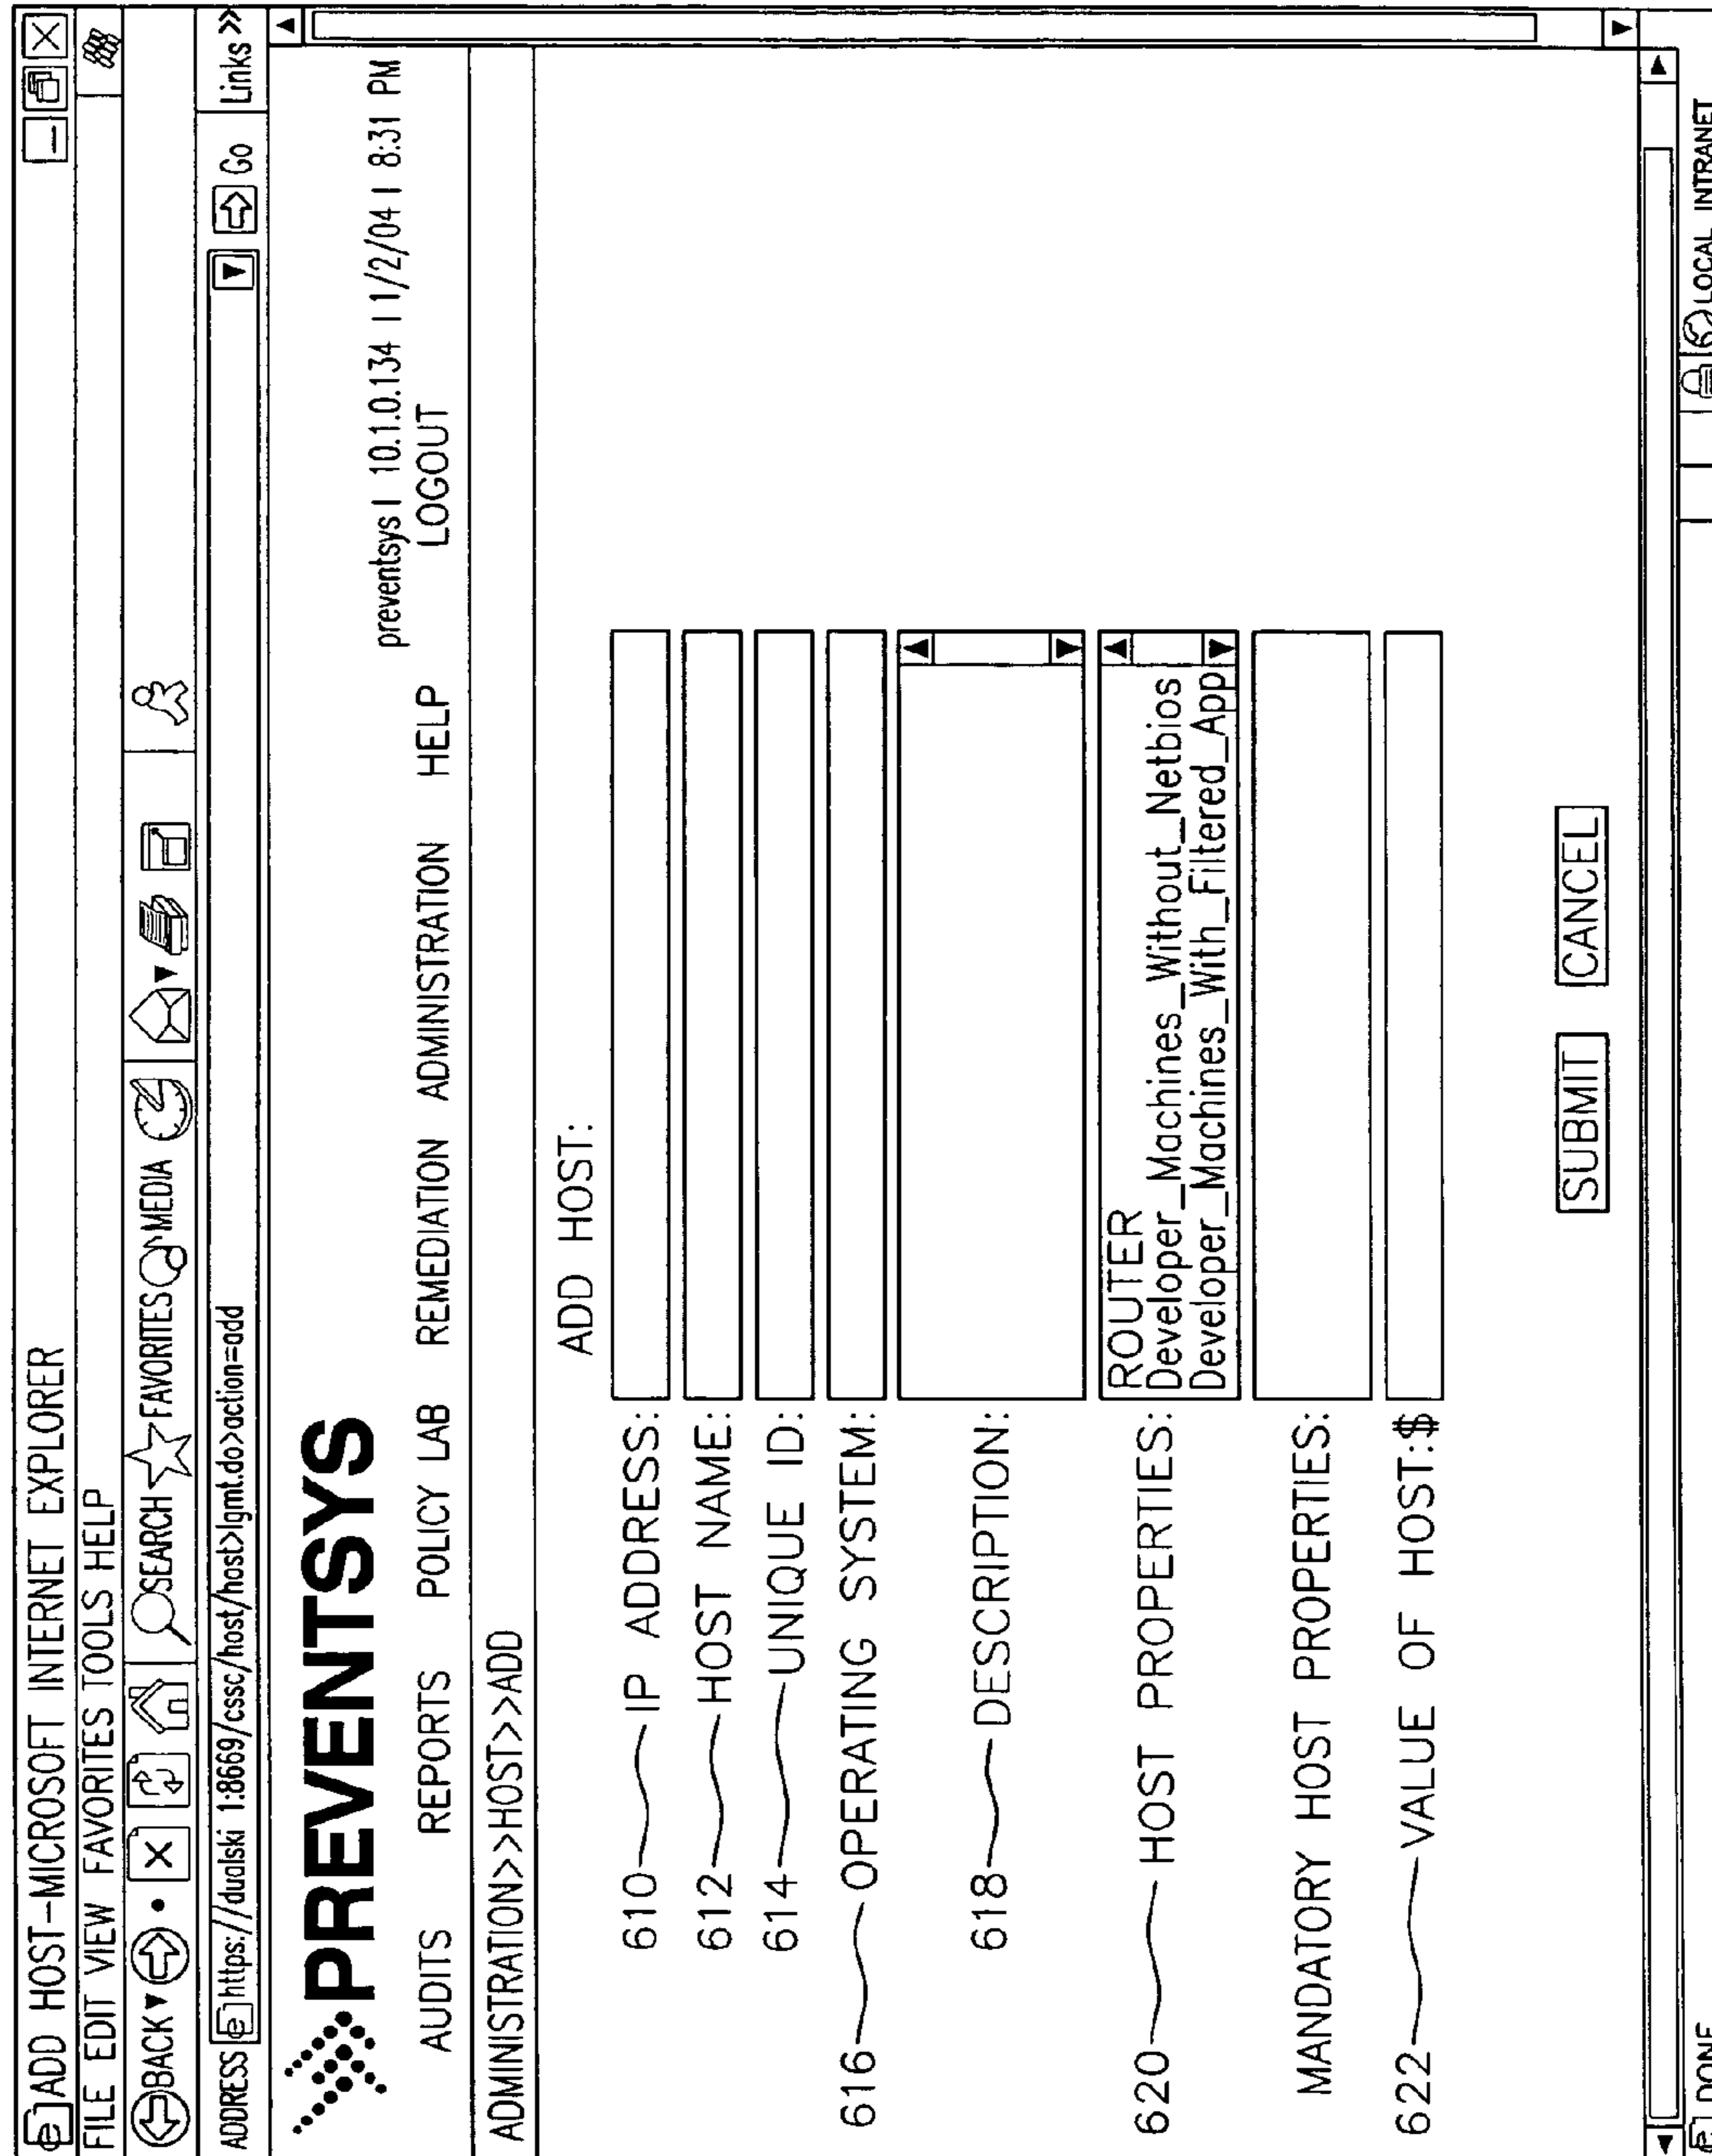 ADD HOST-MICROSOFT INTERNET EXPLORER
FILE EDIT VIEW FAVORITES TOOLS HELP
BACK SEARCH FAVORITES MEDIA
ADDRESS https://dualski 1:8669/cssc/host/host>lgmt.do>action=add Go Links >>
PREVENTSYS
preventsys I 10.1.0.134 I 1/2/04 I 8:31 PM
AUDITS REPORTS POLICY LAB REMEDIATION ADMINISTRATION HELP LOGOUT
ADMINISTRATION>>HOST>>ADD
ADD HOST:
610 IP ADDRESS:
612 HOST NAME:
614 UNIQUE ID:
616 OPERATING SYSTEM:
618 DESCRIPTION:
620 HOST PROPERTIES:
ROUTER
Developer_Machines_Without_Netbios
Developer_Machines_With_Filtered_App
MANDATORY HOST PROPERTIES:
622 VALUE OF HOST:$
SUBMIT CANCEL
DONE LOCAL INTRANET